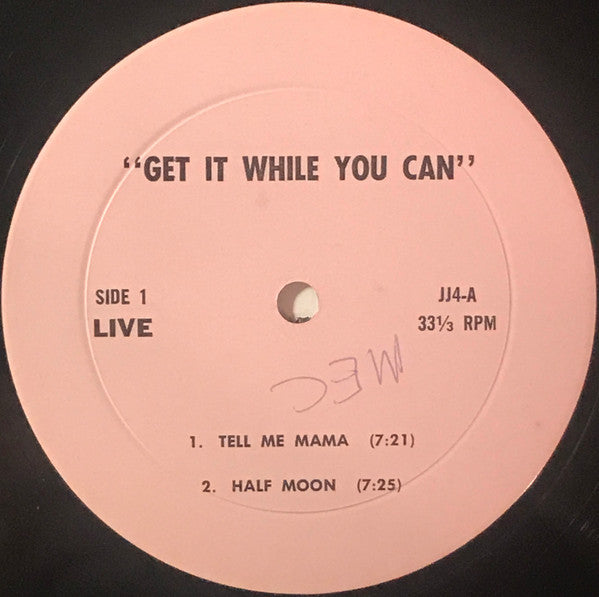 “GET IT WHILE YOU CAN”
SIDE 1
LIVE
JJ4-A
33⅓ RPM
MEC
1. TELL ME MAMA (7:21)
2. HALF MOON (7:25)